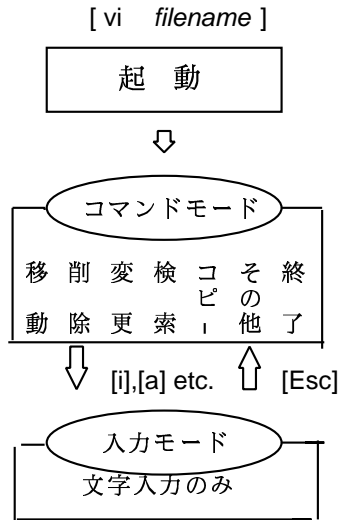 [ vi filename ]
起 動
コマンドモード
移動 削除 変更 検索 コピー その他 終了
[i],[a] etc. [Esc]
入力モード
文字入力のみ